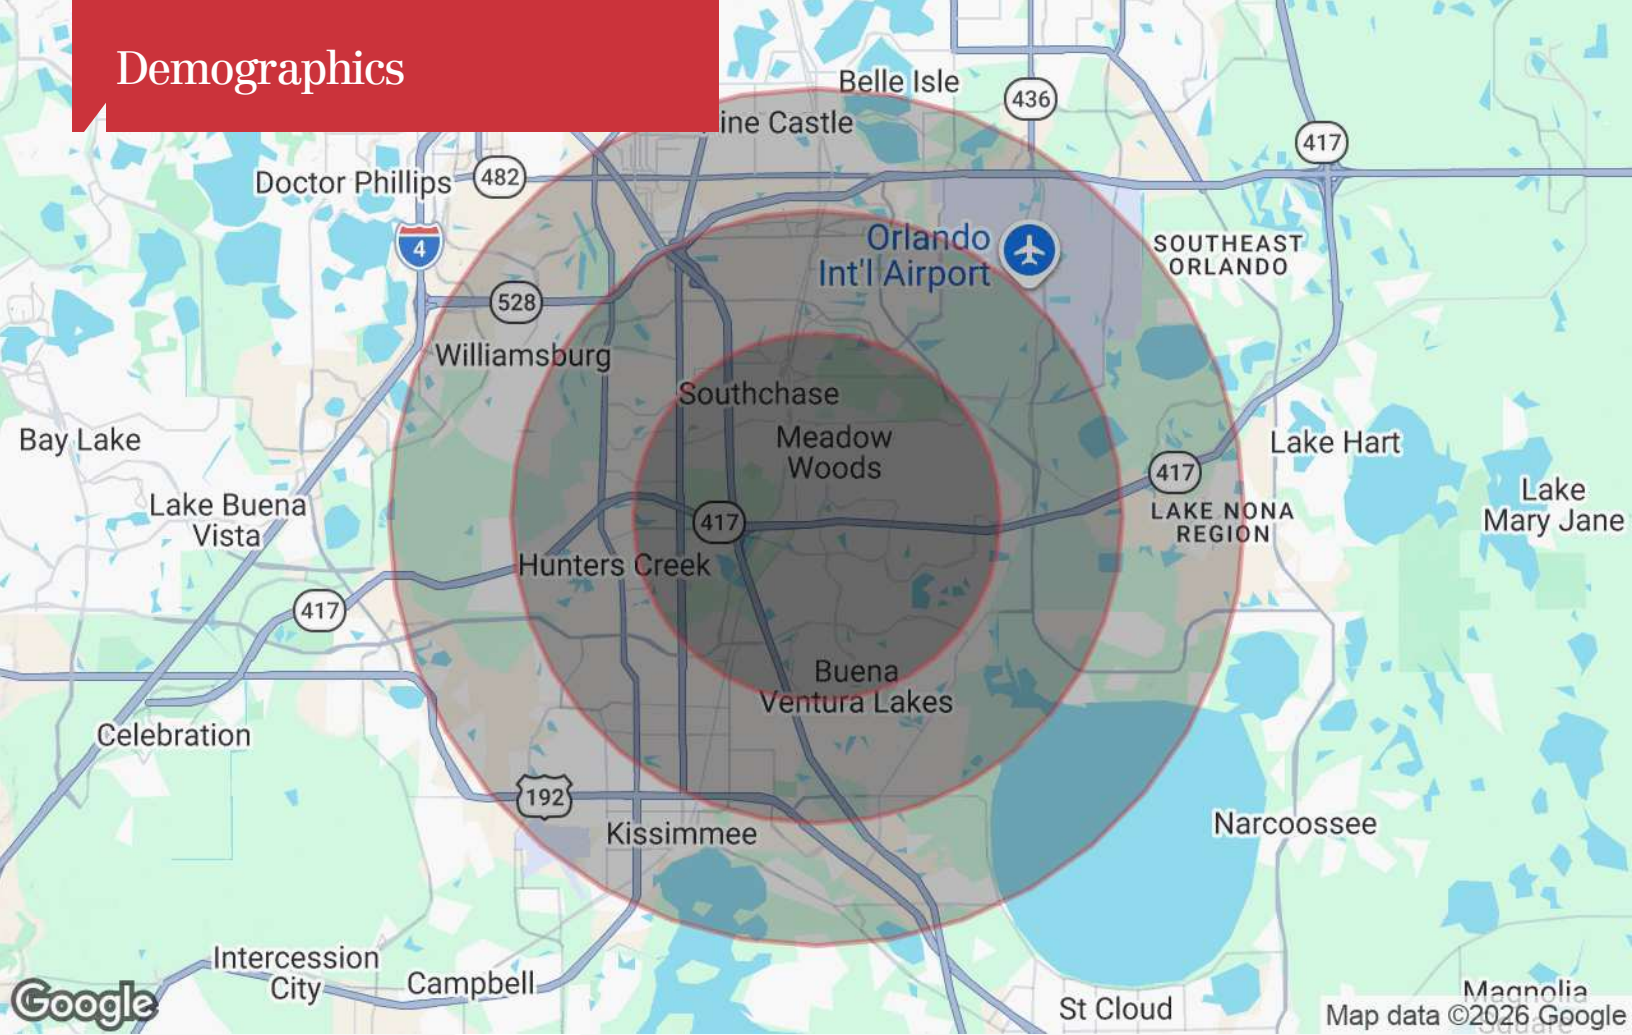 Demographics
Belle Isle
436
ine Castle
417
Doctor Phillips
482
4
Orlando
Int'l Airport
SOUTHEAST
ORLANDO
528
Williamsburg
Southchase
Bay Lake
Meadow
Woods
Lake Hart
417
Lake Buena
Vista
417
LAKE NONA
REGION
Lake
Mary Jane
Hunters Creek
417
Buena
Ventura Lakes
Celebration
192
Kissimmee
Narcoossee
Intercession
City
Campbell
St Cloud
Magnolia
Google
Map data ©2026 Google